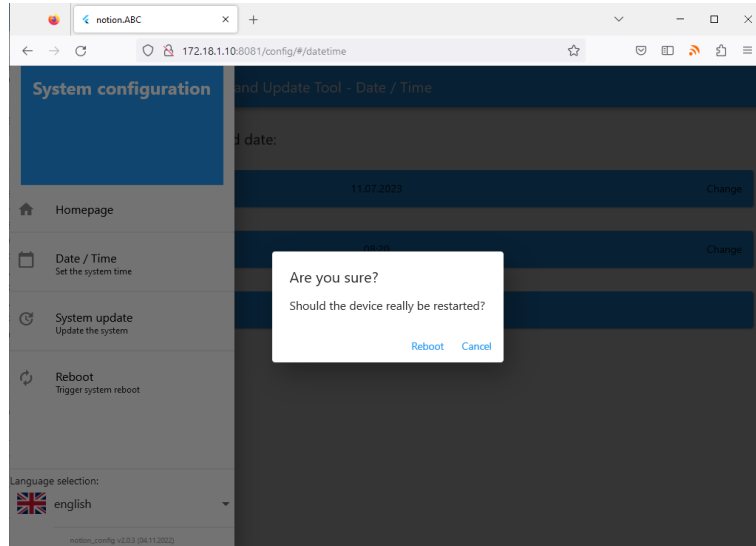 notion.ABC
172.18.1.10:8081/config/#/datetime
System configuration
and Update Tool - Date / Time
d date:
11.07.2023
Change
Homepage
08:20
Change
Date / Time
Set the system time
Are you sure?
Should the device really be restarted?
System update
Update the system
Reboot
Cancel
Reboot
Trigger system reboot
Language selection:
english
notion_config v2.0.3 (04.11.2022)